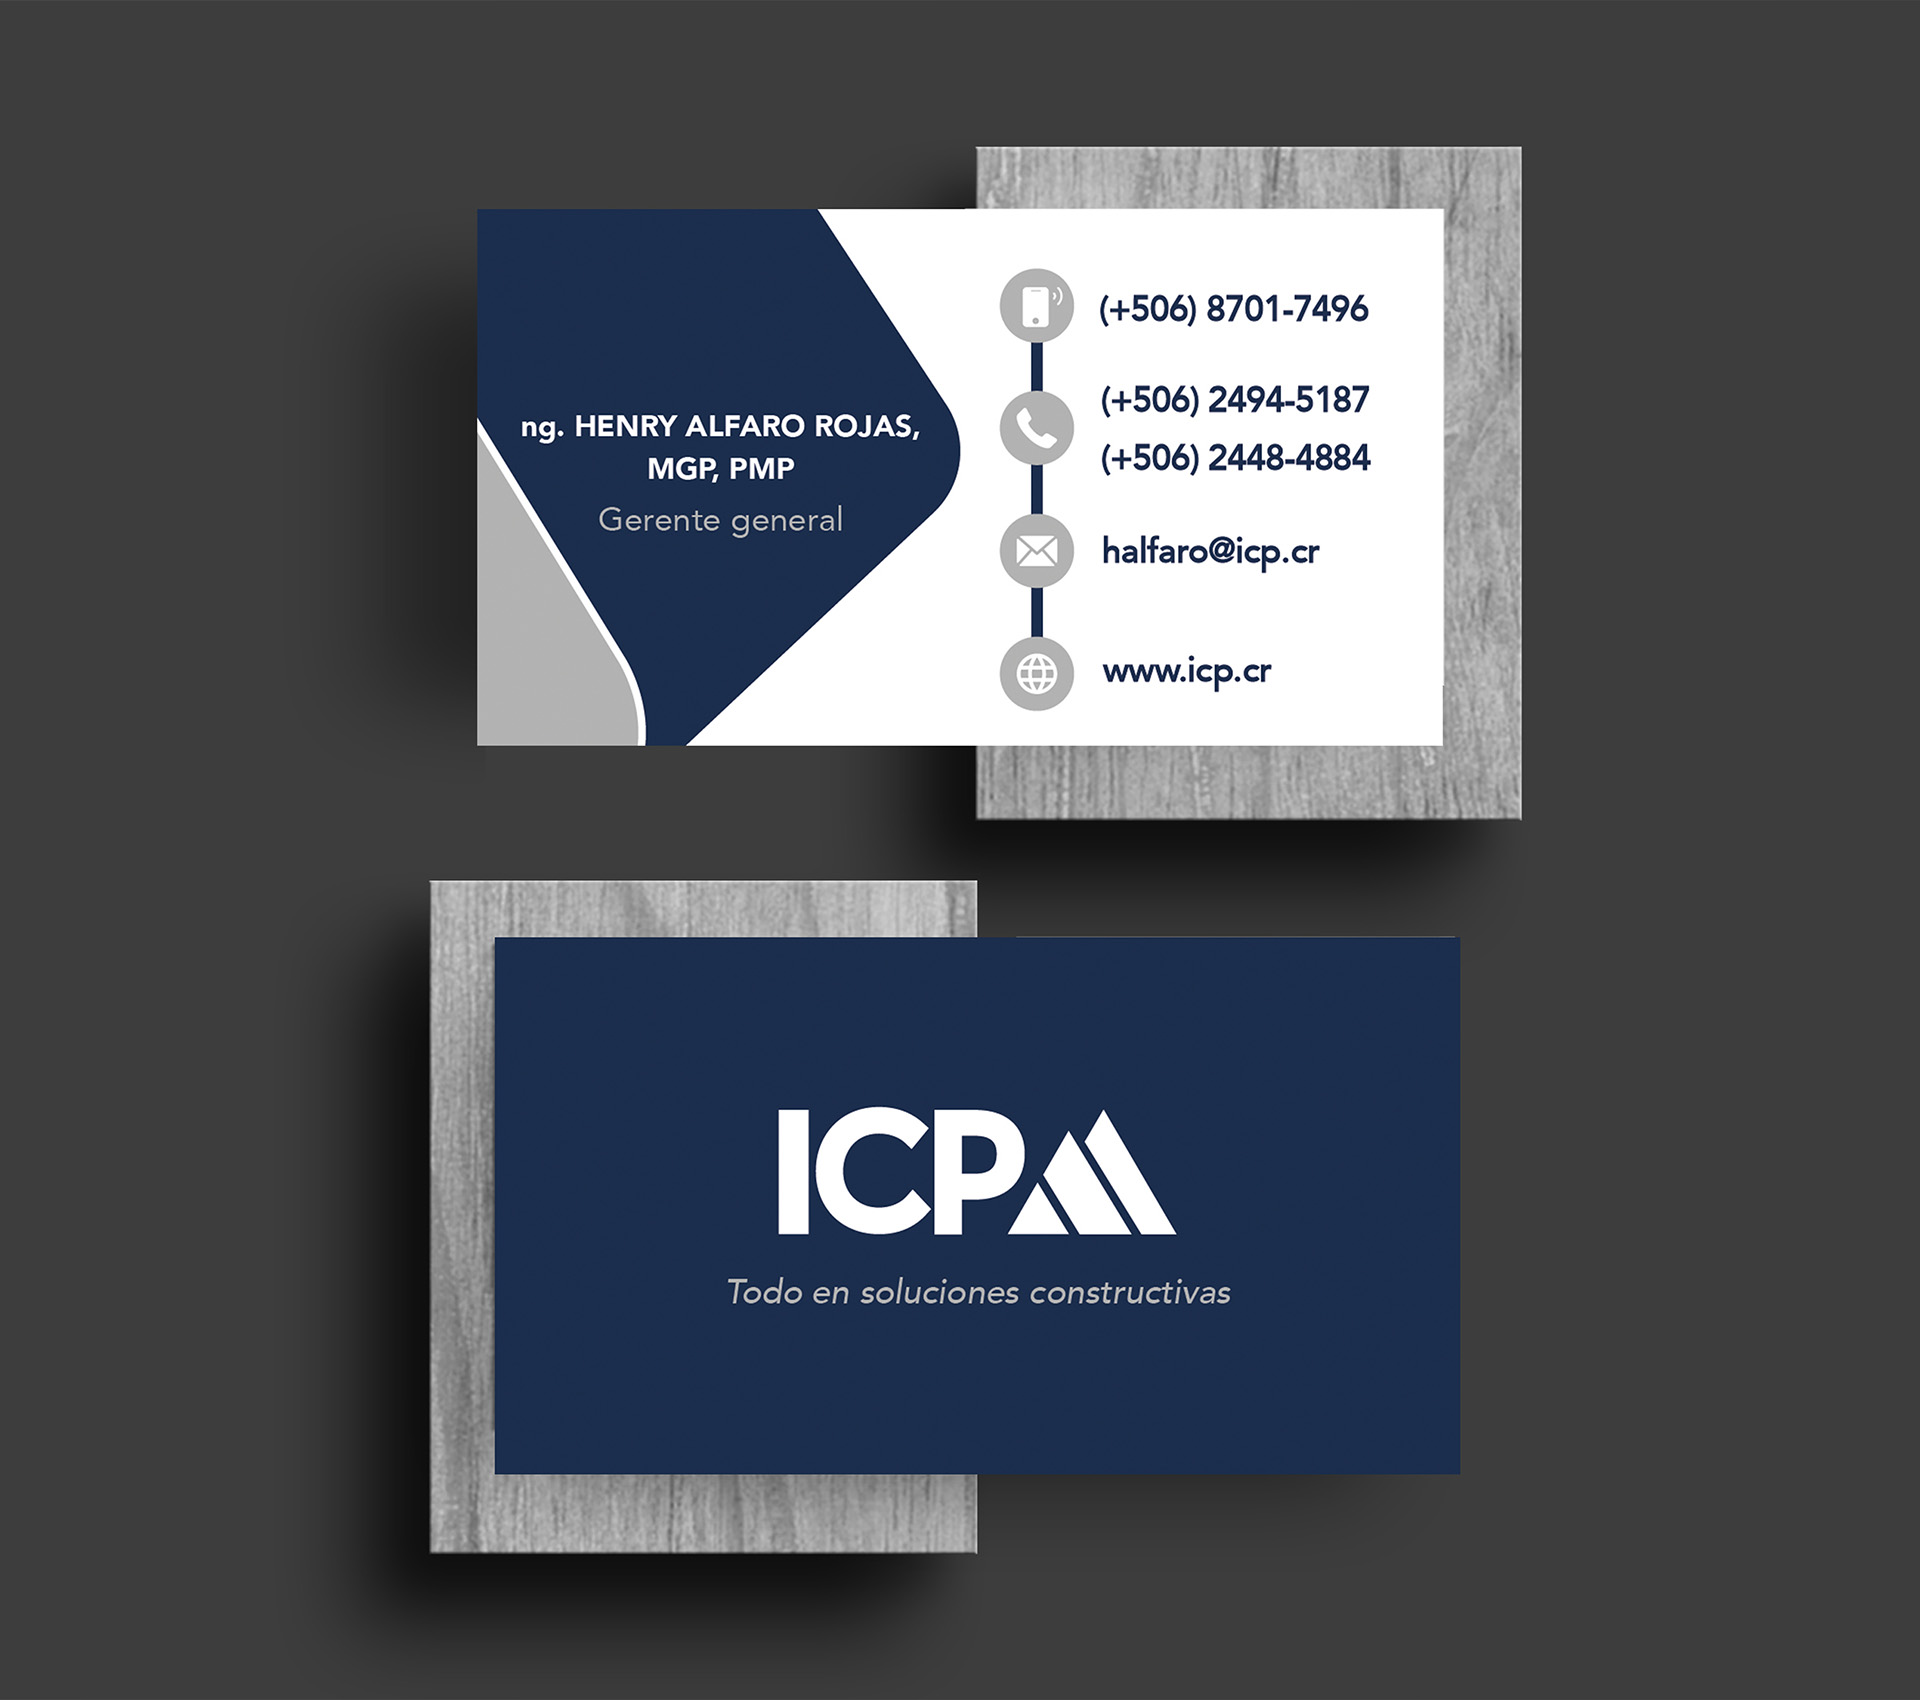 ng. HENRY ALFARO ROJAS,
MGP, PMP
Gerente general
(+506) 8701-7496
(+506) 2494-5187
(+506) 2448-4884
halfaro@icp.cr
www.icp.cr
ICP
Todo en soluciones constructivas